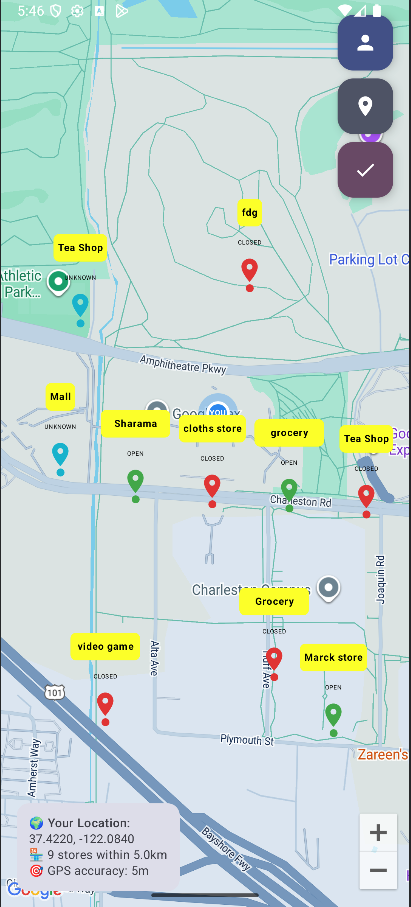 5:46
fdg
CLOSED
Tea Shop
UNKNOWN
Athletic
Park...
Parking Lot C
Amphitheatre Pkwy
Mall
UNKNOWN
Sharama
OPEN
cloths store
CLOSED
grocery
OPEN
Tea Shop
CLOSED
Charleston Rd
Joaquin Rd
Grocery
CLOSED
Huff Ave
video game
CLOSED
Alta Ave
Marck store
OPEN
101
Plymouth St
Zareen's
Amherst Way
Bayshore Fwy
🌍 Your Location:
37.4220, -122.0840
🏪 9 stores within 5.0km
🎯 GPS accuracy: 5m
+
−
Google